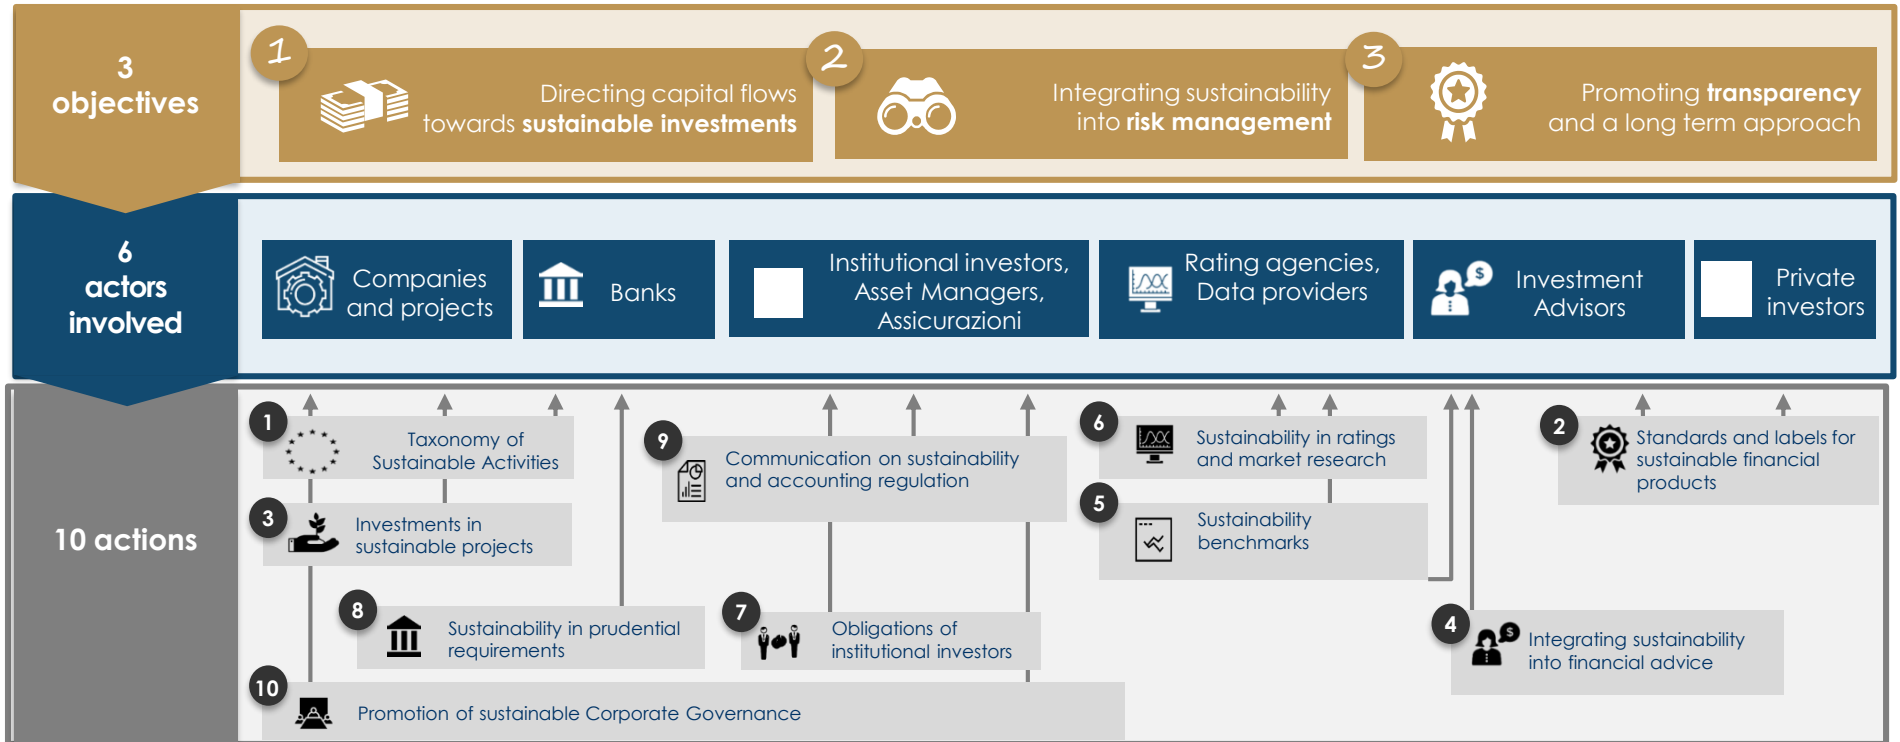 3
objectives
1
Directing capital flows
towards sustainable investments
2
Integrating sustainability
into risk management
3
Promoting transparency
and a long term approach
6
actors
involved
Companies
and projects
Banks
Institutional investors,
Asset Managers,
Assicurazioni
Rating agencies,
Data providers
$
Investment
Advisors
Private
investors
10 actions
1
Taxonomy of
Sustainable Activities
9
Communication on sustainability
and accounting regulation
6
Sustainability in ratings
and market research
2
Standards and labels for
sustainable financial
products
3
Investments in
sustainable projects
5
Sustainability
benchmarks
8
Sustainability in prudential
requirements
7
Obligations of
institutional investors
4
$
Integrating sustainability
into financial advice
10
Promotion of sustainable Corporate Governance